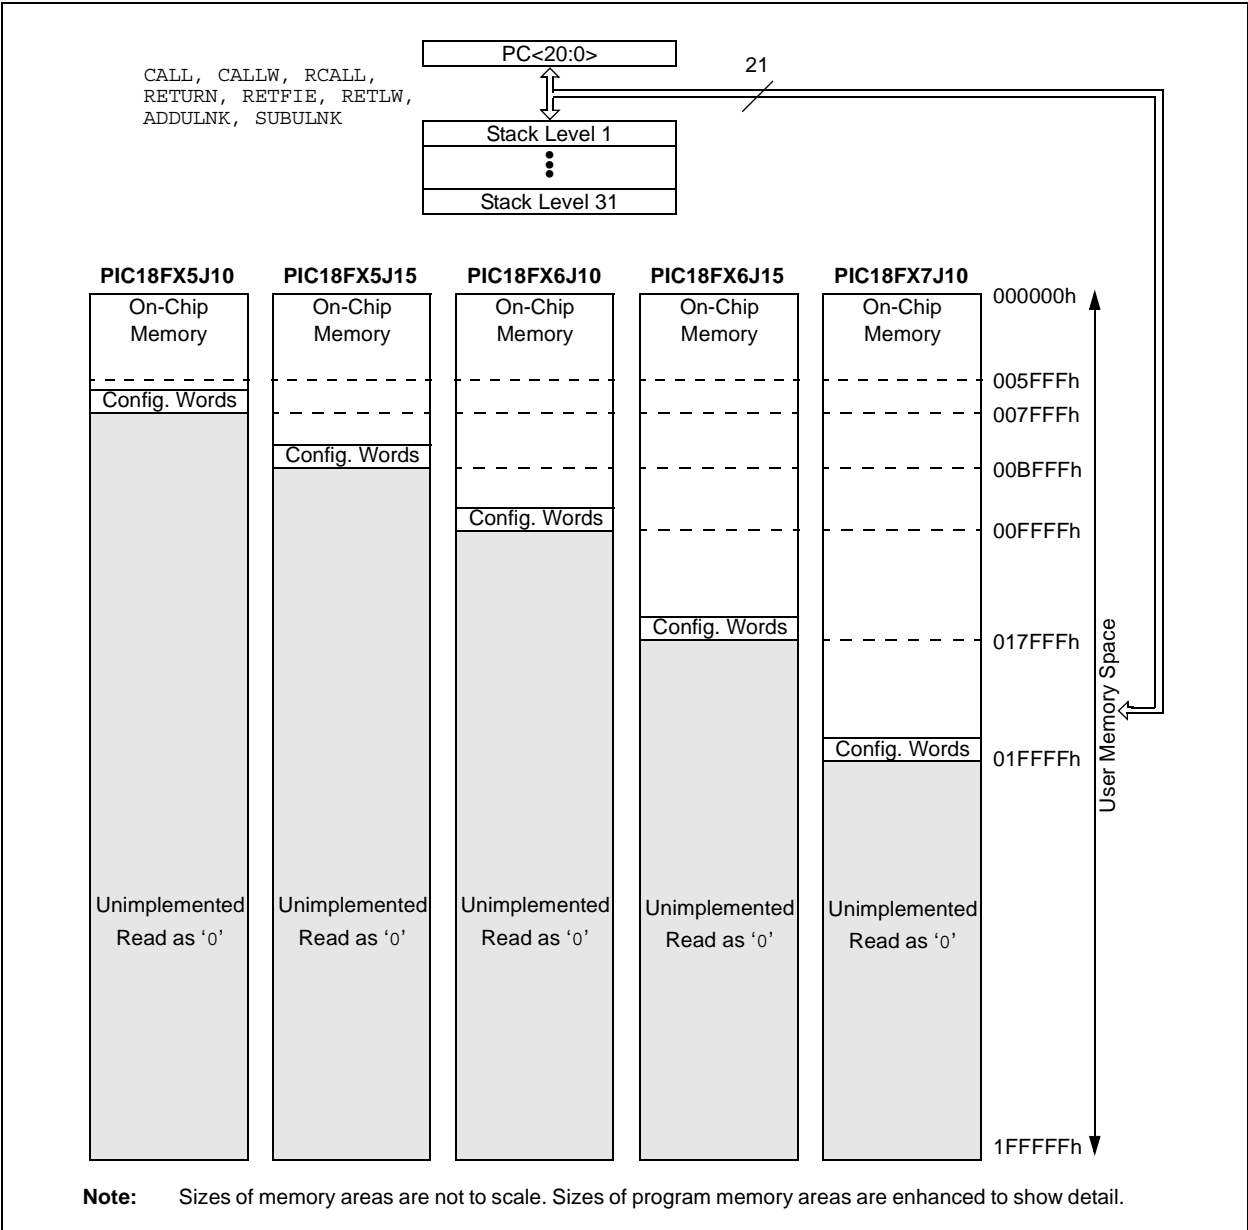 PC<20:0>
21
CALL, CALLW, RCALL,
RETURN, RETFIE, RETLW,
ADDULNK, SUBULNK
Stack Level 1
Stack Level 31
PIC18FX5J10 PIC18FX5J15 PIC18FX6J10 PIC18FX6J15 PIC18FX7J10
On-Chip On-Chip On-Chip On-Chip On-Chip
Memory Memory Memory Memory Memory
000000h
005FFFh
Config. Words
007FFFh
Config. Words
00BFFFh
Config. Words
00FFFFh
Config. Words
017FFFh
Config. Words
01FFFFh
User Memory Space
Unimplemented Unimplemented Unimplemented Unimplemented Unimplemented
Read as ‘0’ Read as ‘0’ Read as ‘0’ Read as ‘0’ Read as ‘0’
1FFFFFh
Note: Sizes of memory areas are not to scale. Sizes of program memory areas are enhanced to show detail.